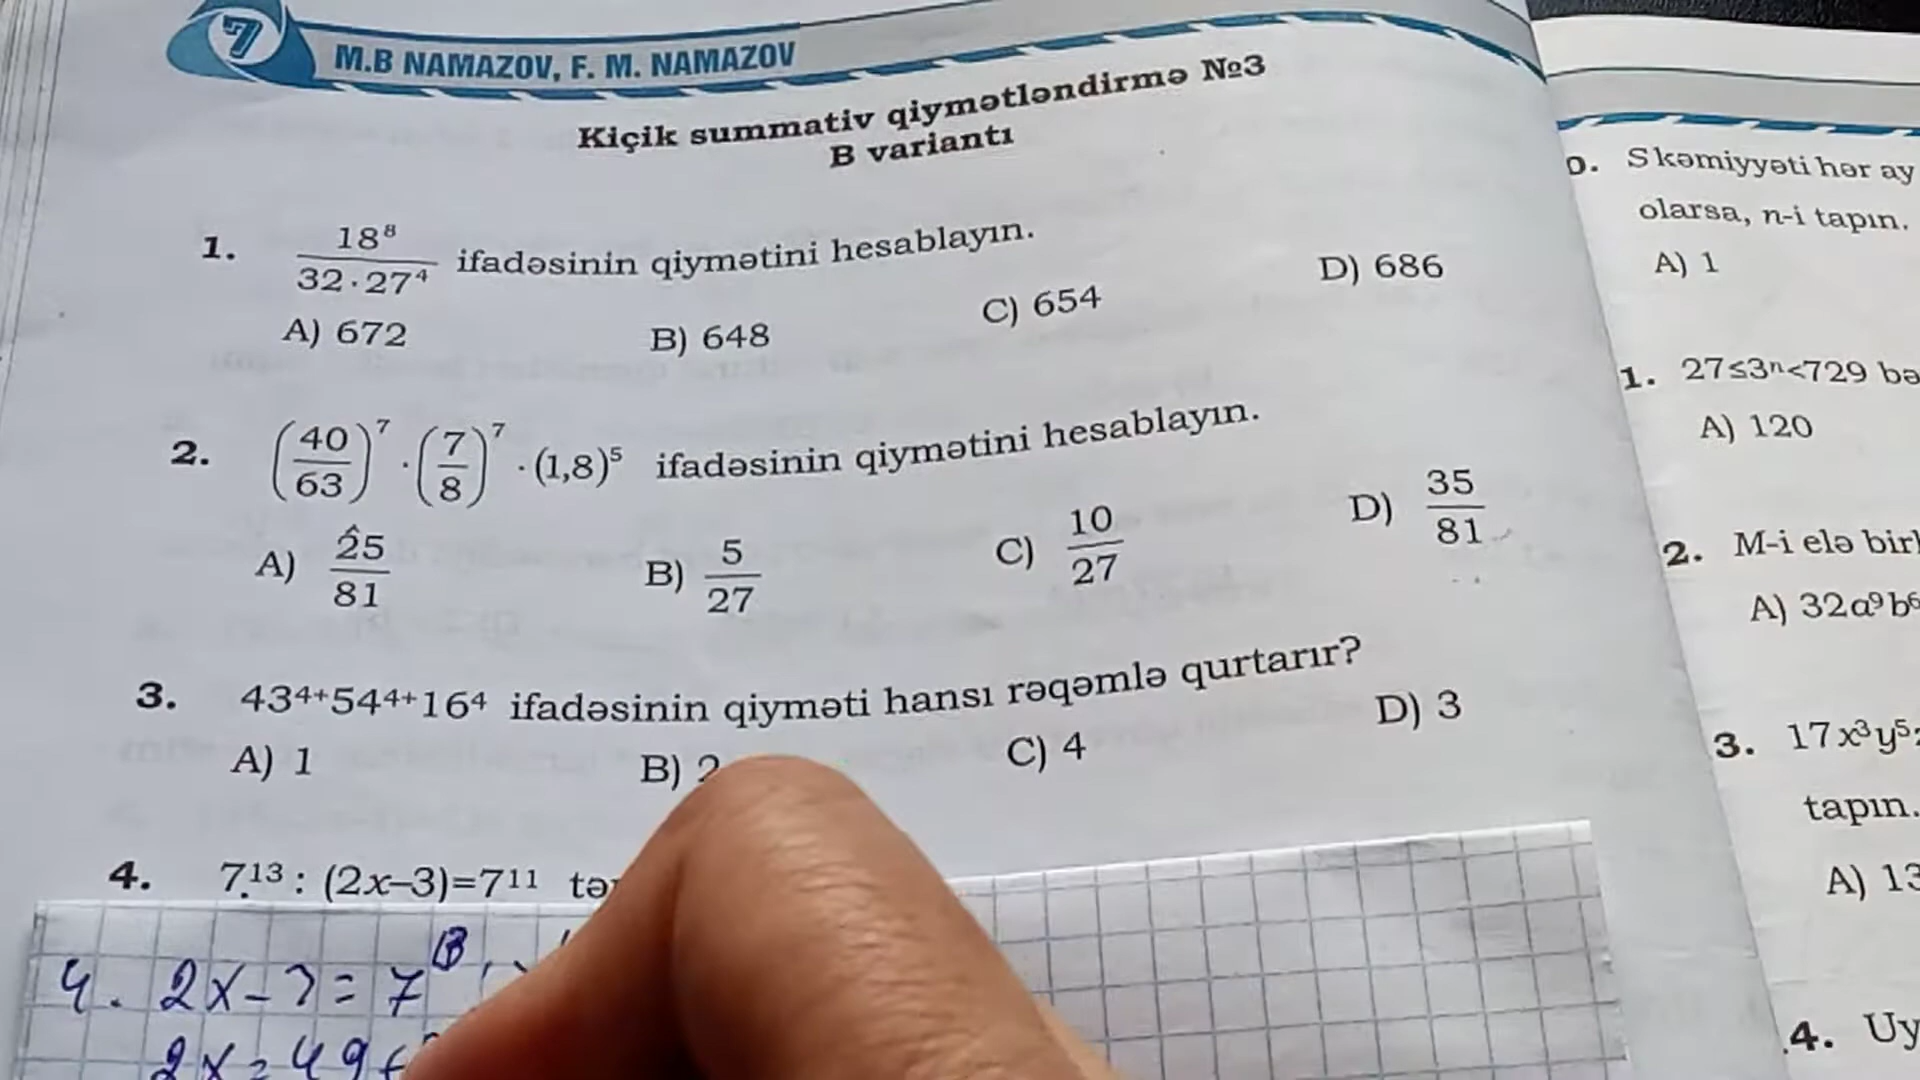 7
M.B NAMAZOV, F. M. NAMAZOV
Kiçik summativ qiymətləndirmə №3
B variantı
1. 18⁸ / 32·27⁴ ifadəsinin qiymətini hesablayın.
A) 672 B) 648 C) 654 D) 686
2. (40/63)⁷ · (7/8)⁷ · (1,8)⁵ ifadəsinin qiymətini hesablayın.
A) 25/81 B) 5/27 C) 10/27 D) 35/81
3. 43⁴⁺54⁴⁺16⁴ ifadəsinin qiyməti hansı rəqəmlə qurtarır?
A) 1 B) 2 C) 4 D) 3
4. 7¹³ : (2x–3)=7¹¹
4. 2x-3=7¹³
2x=49+
S kəmiyyəti hər ay
olarsa, n-i tapın.
A) 1
1. 27≤3ⁿ<729
A) 120
2. M-i elə
A) 32a⁹b⁶
3. 17x³y⁵
tapın.
A) 13
4.